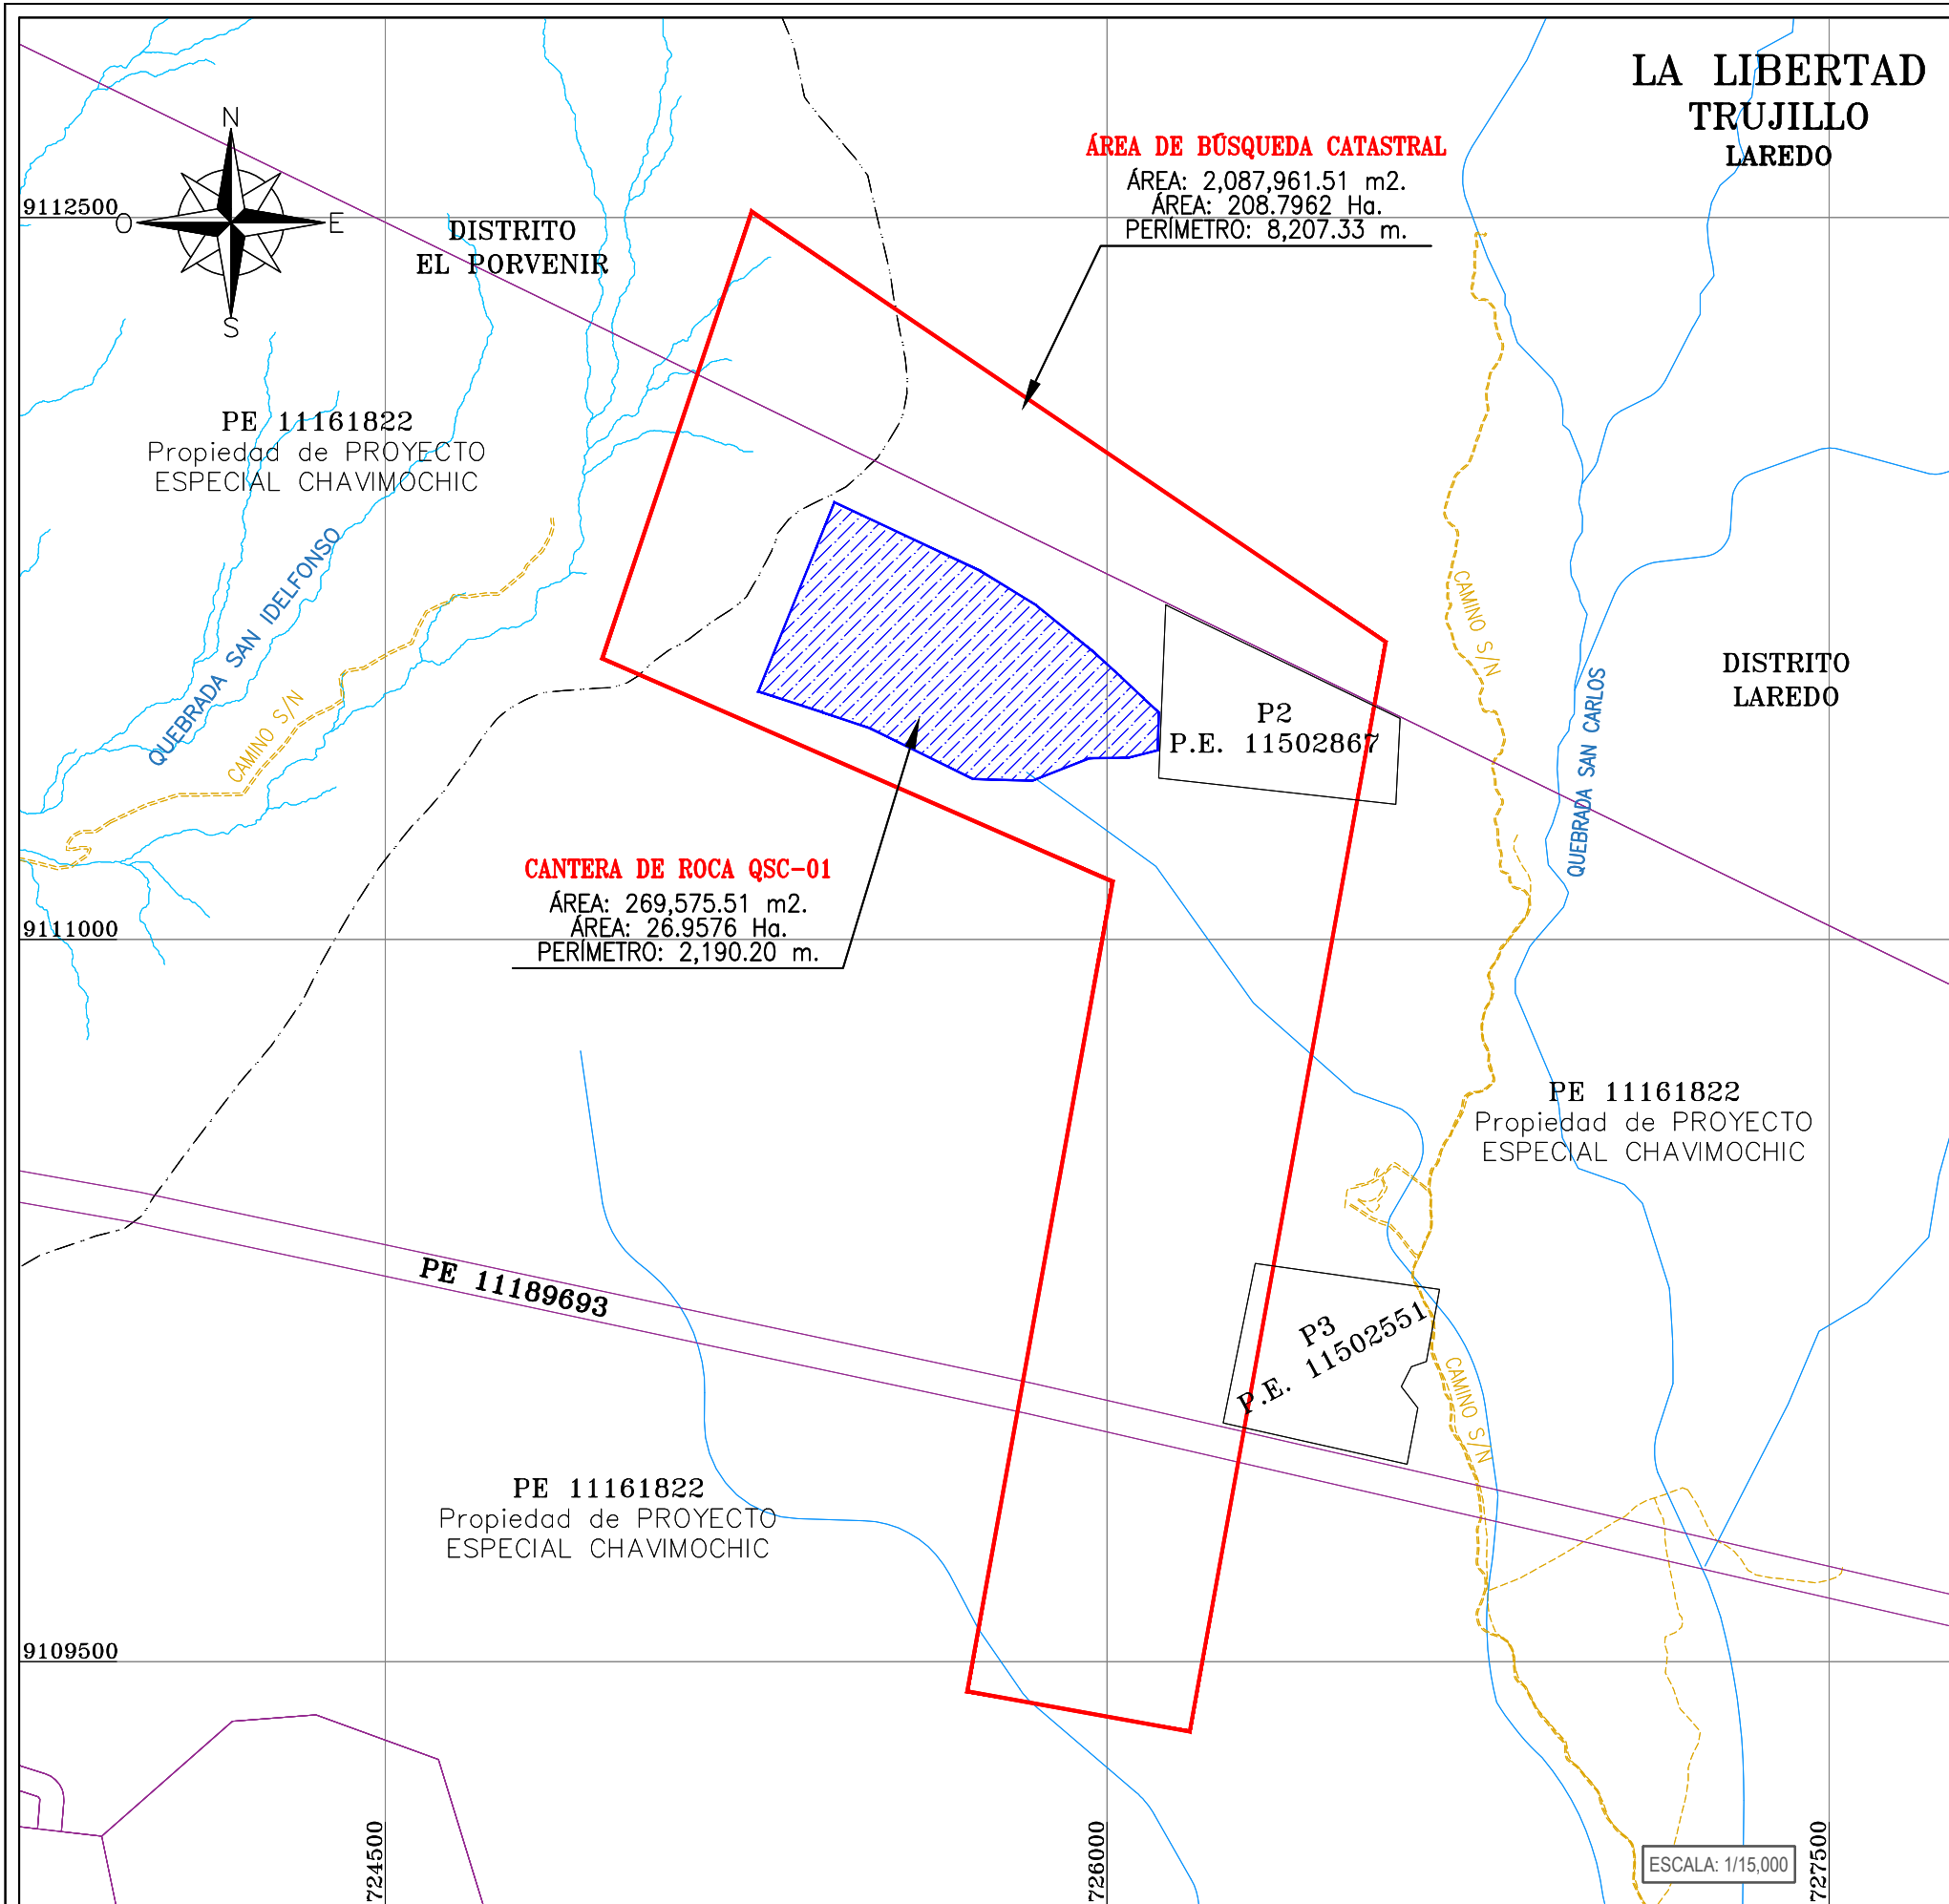 LA LIBERTAD
TRUJILLO
LAREDO
ÁREA DE BÚSQUEDA CATASTRAL
ÁREA: 2,087,961.51 m2.
ÁREA: 208.7962 Ha.
PERÍMETRO: 8,207.33 m.
N
O
E
S
9112500
DISTRITO
EL PORVENIR
PE 11161822
Propiedad de PROYECTO
ESPECIAL CHAVIMOCHIC
QUEBRADA SAN IDELFONSO
CAMINO S/N
CAMINO S/N
QUEBRADA SAN CARLOS
DISTRITO
LAREDO
P2
P.E. 11502867
CANTERA DE ROCA QSC-01
ÁREA: 269,575.51 m2.
ÁREA: 26.9576 Ha.
PERÍMETRO: 2,190.20 m.
9111000
PE 11161822
Propiedad de PROYECTO
ESPECIAL CHAVIMOCHIC
PE 11189693
P3
P.E. 11502551
CAMINO S/N
PE 11161822
Propiedad de PROYECTO
ESPECIAL CHAVIMOCHIC
9109500
724500
726000
727500
ESCALA: 1/15,000